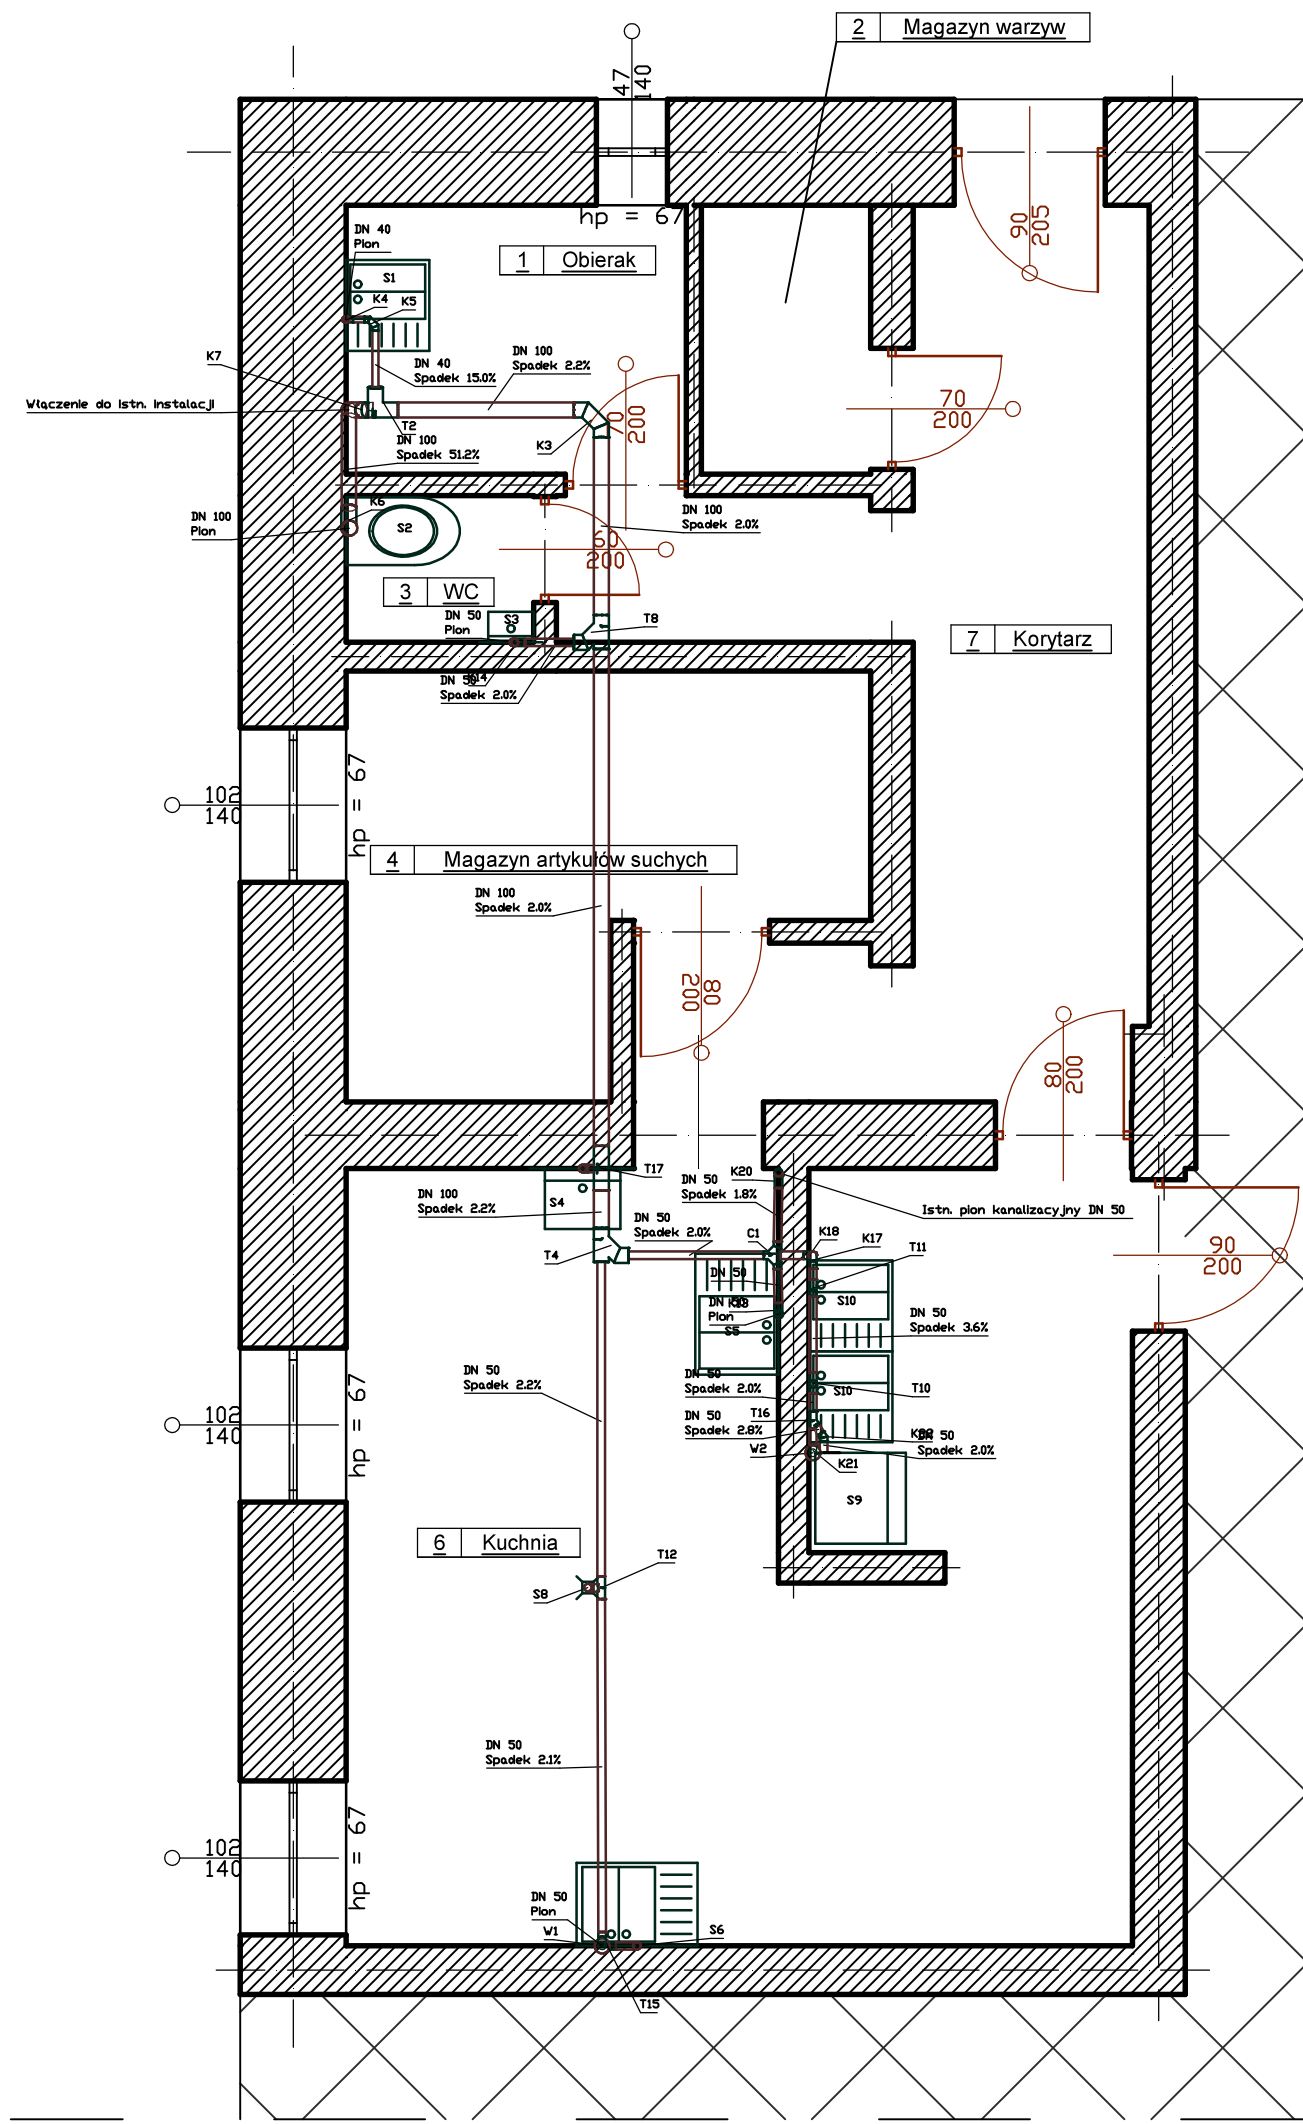 2 Magazyn warzyw
47
140
hp = 67
90
205
1 Obierak
DN 40
Pion
S1
K4
K5
K7
DN 40
Spadek 15.0%
DN 100
Spadek 2.2%
Włączenie do istn. instalacji
T2
DN 100
Spadek 51.2%
K3
70
200
70
200
DN 100
Pion
K6
S2
DN 100
Spadek 2.0%
60
200
3 WC
DN 50
Pion
S3
T8
7 Korytarz
DN 50
Spadek 2.0%
102
140
hp = 67
4 Magazyn artykułów suchych
DN 100
Spadek 2.0%
80
200
80
200
T17
DN 50
Spadek 1.8%
K20
DN 100
Spadek 2.2%
S4
Istn. pion kanalizacyjny DN 50
DN 50
Spadek 2.0%
T4
C1
K18
K17
T11
90
200
DN 50
DN 50
Pion
S5
S10
DN 50
Spadek 3.6%
DN 50
Spadek 2.2%
DN 50
Spadek 2.0%
S10
T10
102
140
hp = 67
DN 50
Spadek 2.8%
T16
DN 50
Spadek 2.0%
W2
K21
S9
6 Kuchnia
T12
S8
DN 50
Spadek 2.1%
102
140
hp = 67
DN 50
Pion
W1
S6
T15